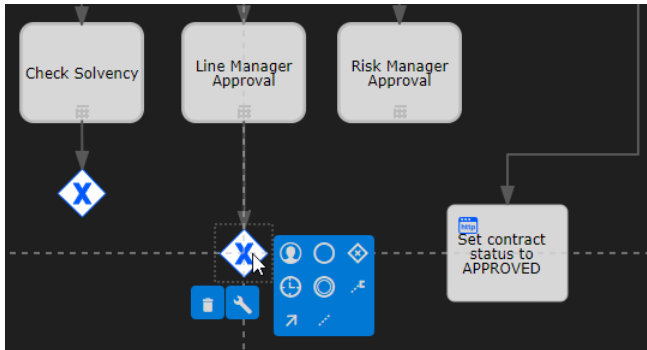 Check Solvency
Line Manager
Approval
Risk Manager
Approval
X
X
http
Set contract
status to
APPROVED